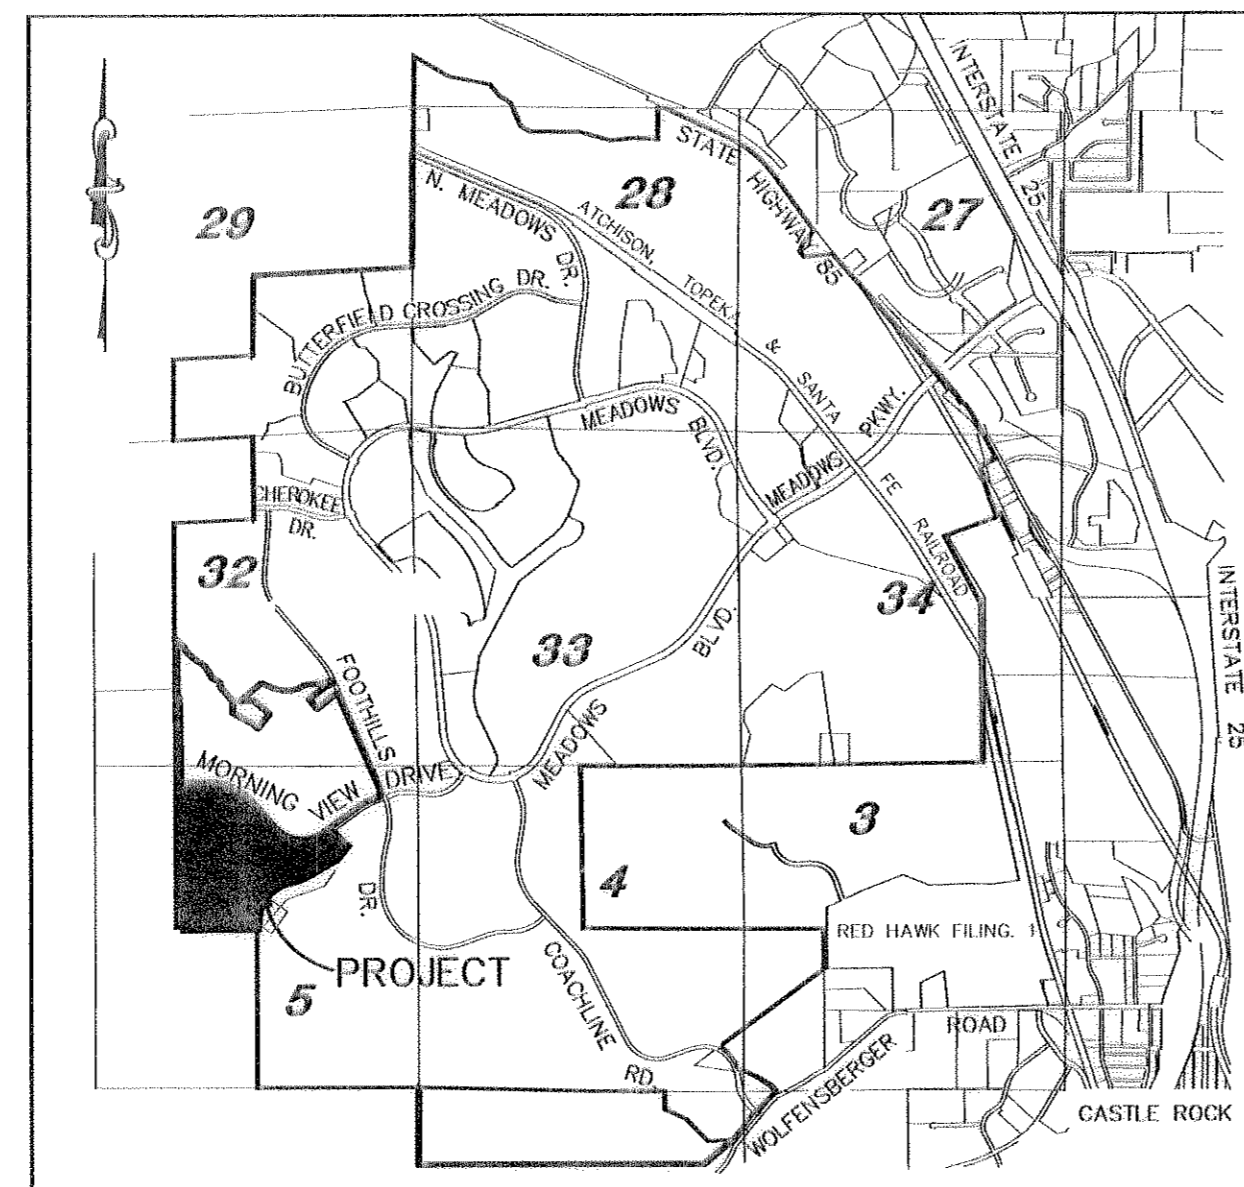 INTERSTATE 25
STATE HIGHWAY 85
28
27
29
N. MEADOWS DR.
ATCHISON, TOPEKA & SANTA FE RAILROAD
BUTTERFIELD CROSSING DR.
MEADOWS BLVD.
MEADOWS PKWY.
CHEROKEE
DR.
32
34
33
MEADOWS BLVD.
INTERSTATE 25
FOOTHILLS DR.
MORNING VIEW DRIVE
3
4
RED HAWK FILING. 1
PROJECT
5
COACHLINE RD.
WOLFENSBERGER ROAD
CASTLE ROCK